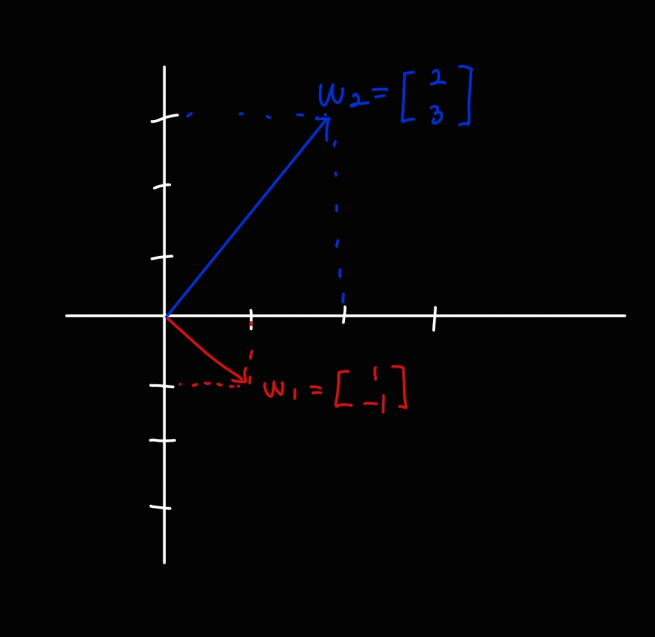 w₂ = [2
3]
w₁ = [1
-1]